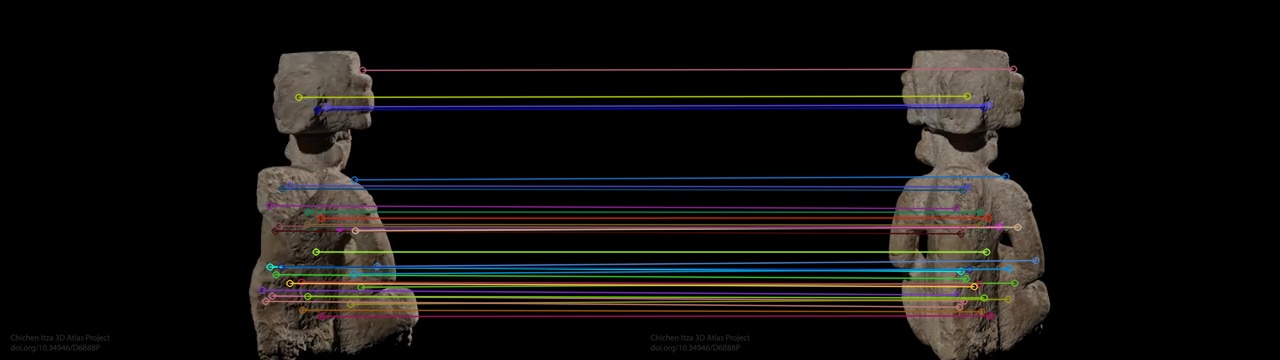 Chichen Itza 3D Atlas Project
doi.org/10.34946/D6B88P
Chichen Itza 3D Atlas Project
doi.org/10.34946/D6B88P